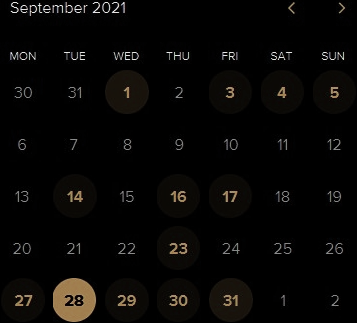 September 2021
MON TUE WED THU FRI SAT SUN
30 31 1 2 3 4 5
6 7 8 9 10 11 12
13 14 15 16 17 18 19
20 21 22 23 24 25 26
27 28 29 30 31 1 2